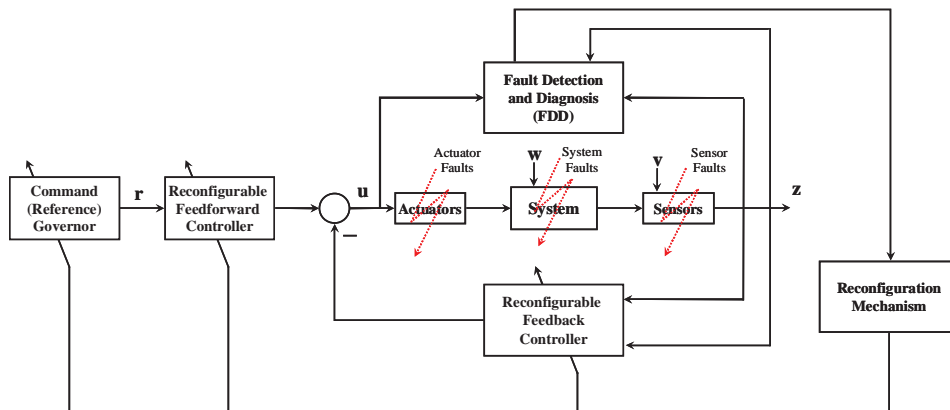 Fault Detection
and Diagnosis
(FDD)
Actuator
Faults
w
System
Faults
v
Sensor
Faults
Command
(Reference)
Governor
r
Reconfigurable
Feedforward
Controller
u
Actuators
System
Sensors
z
−
Reconfigurable
Feedback
Controller
Reconfiguration
Mechanism